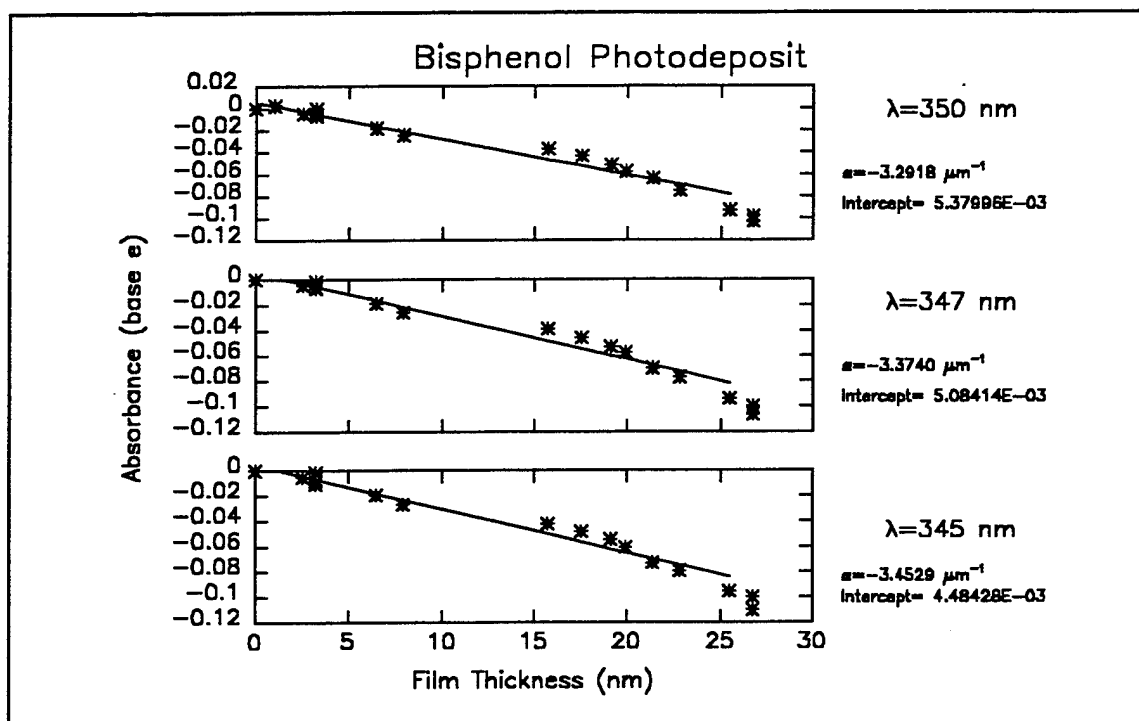 Bisphenol Photodeposit
0.02
0
−0.02
−0.04
−0.06
−0.08
−0.1
−0.12
λ=350 nm
α=−3.2918 μm⁻¹
Intercept= 5.37996E−03
0
−0.02
−0.04
−0.06
−0.08
−0.1
−0.12
λ=347 nm
α=−3.3740 μm⁻¹
Intercept= 5.08414E−03
0
−0.02
−0.04
−0.06
−0.08
−0.1
−0.12
λ=345 nm
α=−3.4529 μm⁻¹
Intercept= 4.48428E−03
Absorbance (base e)
0 5 10 15 20 25 30
Film Thickness (nm)